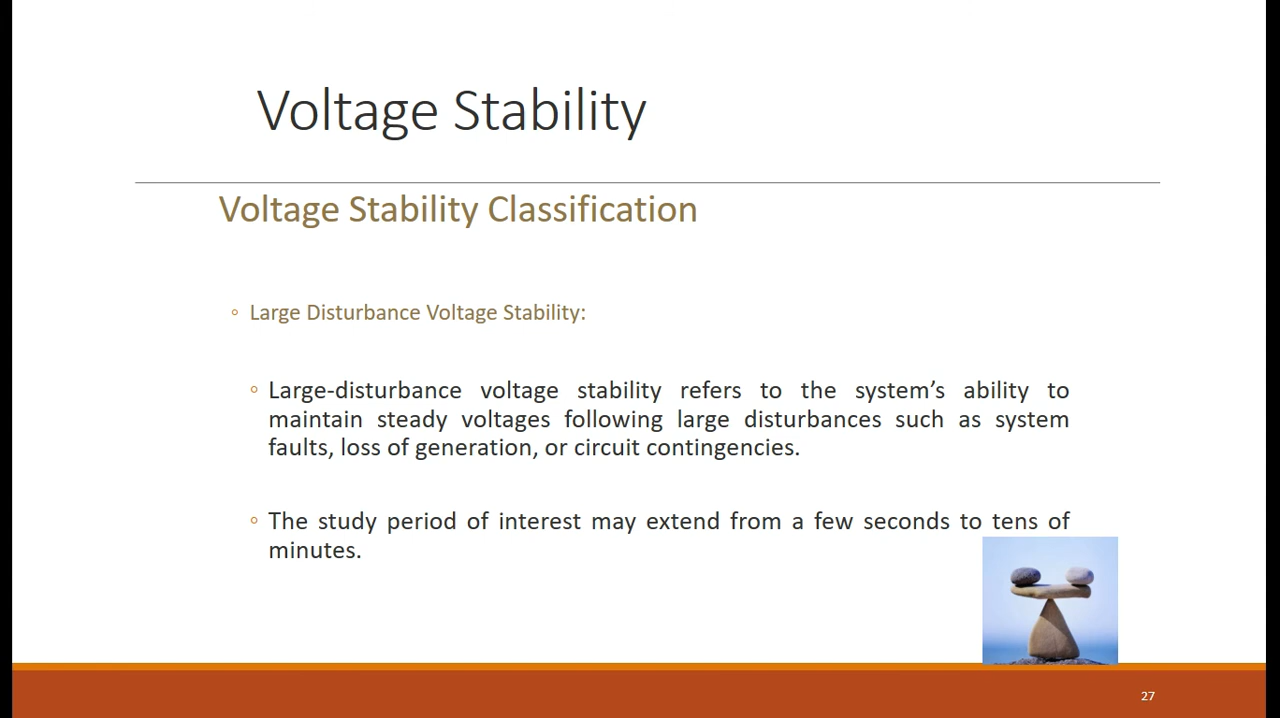 Voltage Stability
Voltage Stability Classification
◦ Large Disturbance Voltage Stability:
◦ Large-disturbance voltage stability refers to the system’s ability to
maintain steady voltages following large disturbances such as system
faults, loss of generation, or circuit contingencies.
◦ The study period of interest may extend from a few seconds to tens of
minutes.
27